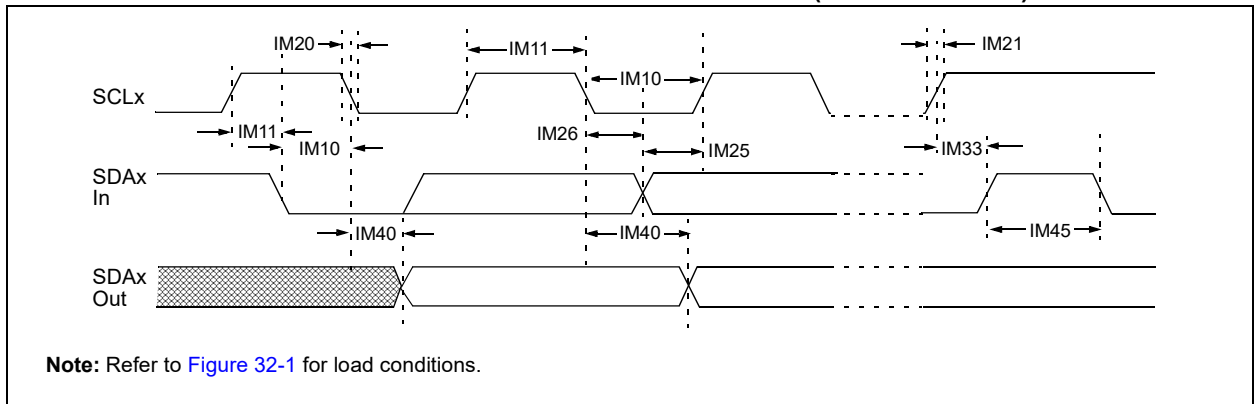 IM20
IM11
IM21
SCLx
IM10
IM11
IM10
IM26
IM25
IM33
SDAx
In
IM40
IM40
IM45
SDAx
Out
Note: Refer to Figure 32-1 for load conditions.